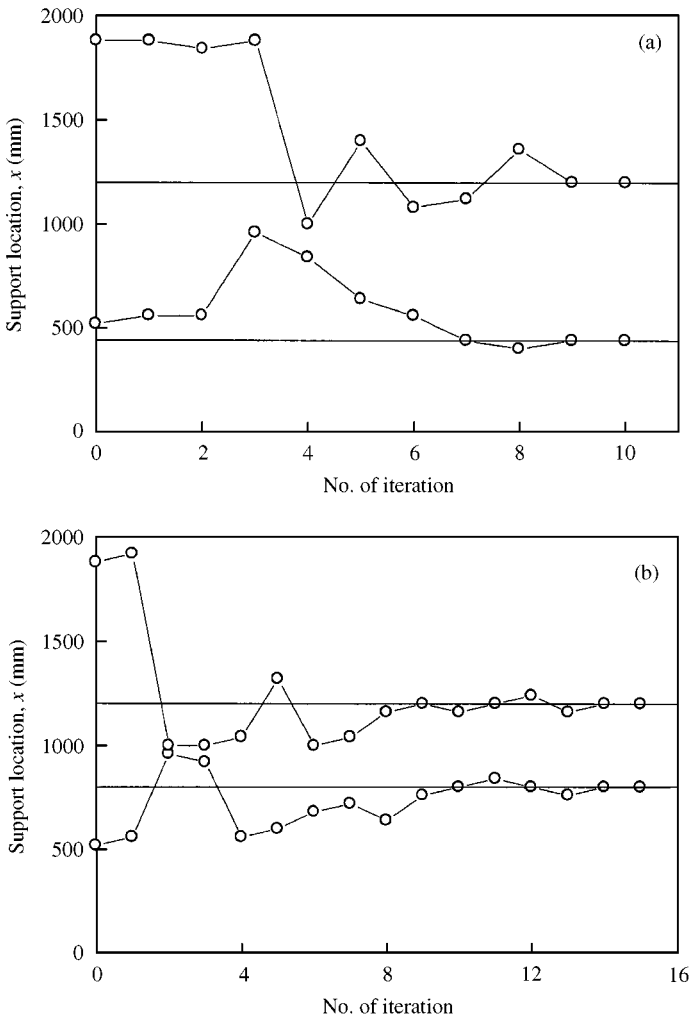 2000
(a)
1500
1000
500
0
Support location, x (mm)
0 2 4 6 8 10
No. of iteration
2000
(b)
1500
1000
500
0
Support location, x (mm)
0 4 8 12 16
No. of iteration